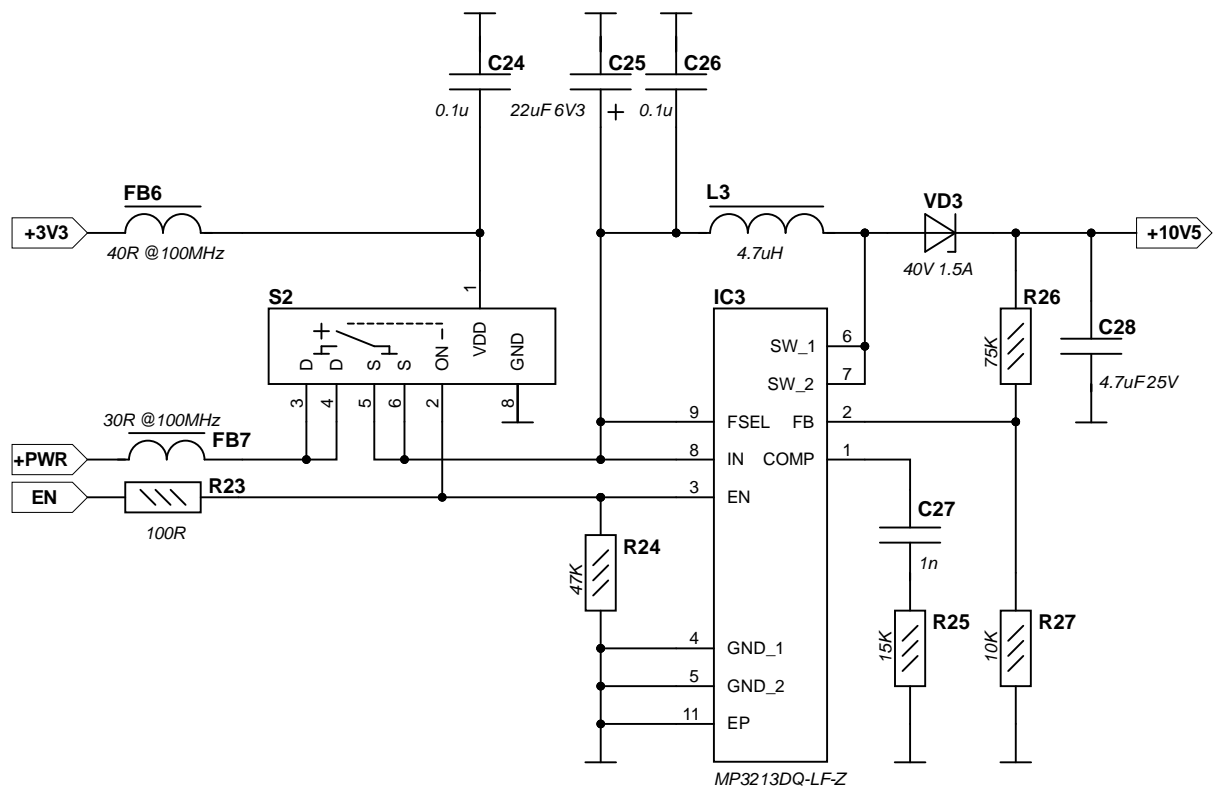 C24
0.1u
C25
22uF 6V3
+
C26
0.1u
FB6
+3V3
40R @100MHz
L3
4.7uH
VD3
40V 1.5A
+10V5
S2
1
+
-
D
D
S
S
ON
VDD
GND
3
4
5
6
2
8
IC3
SW_1
6
SW_2
7
R26
75K
C28
4.7uF 25V
30R @100MHz
FB7
+PWR
9
FSEL
FB
2
8
IN
COMP
1
EN
R23
100R
3
EN
R24
47K
C27
1n
R25
15K
R27
10K
4
GND_1
5
GND_2
11
EP
MP3213DQ-LF-Z